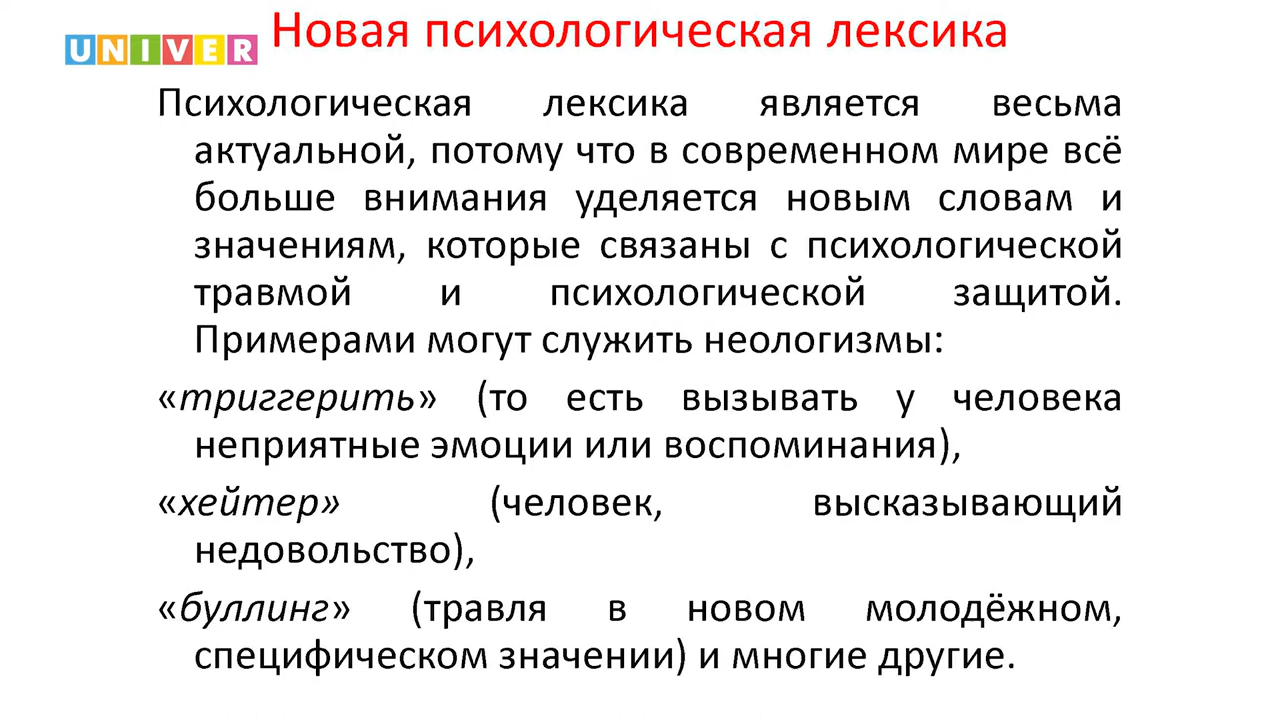 UNIVER
Новая психологическая лексика
Психологическая лексика является весьма
актуальной, потому что в современном мире всё
больше внимания уделяется новым словам и
значениям, которые связаны с психологической
травмой и психологической защитой.
Примерами могут служить неологизмы:
«триггерить» (то есть вызывать у человека
неприятные эмоции или воспоминания),
«хейтер» (человек, высказывающий
недовольство),
«буллинг» (травля в новом молодёжном,
специфическом значении) и многие другие.